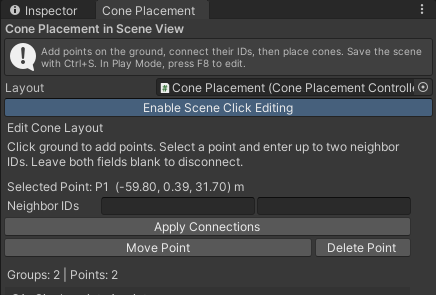 Inspector
Cone Placement
Cone Placement in Scene View
Add points on the ground, connect their IDs, then place cones. Save the scene
with Ctrl+S. In Play Mode, press F8 to edit.
Layout
# Cone Placement (Cone Placement Controlle
Enable Scene Click Editing
Edit Cone Layout
Click ground to add points. Select a point and enter up to two neighbor
IDs. Leave both fields blank to disconnect.
Selected Point: P1 (-59.80, 0.39, 31.70) m
Neighbor IDs
Apply Connections
Move Point
Delete Point
Groups: 2 | Points: 2